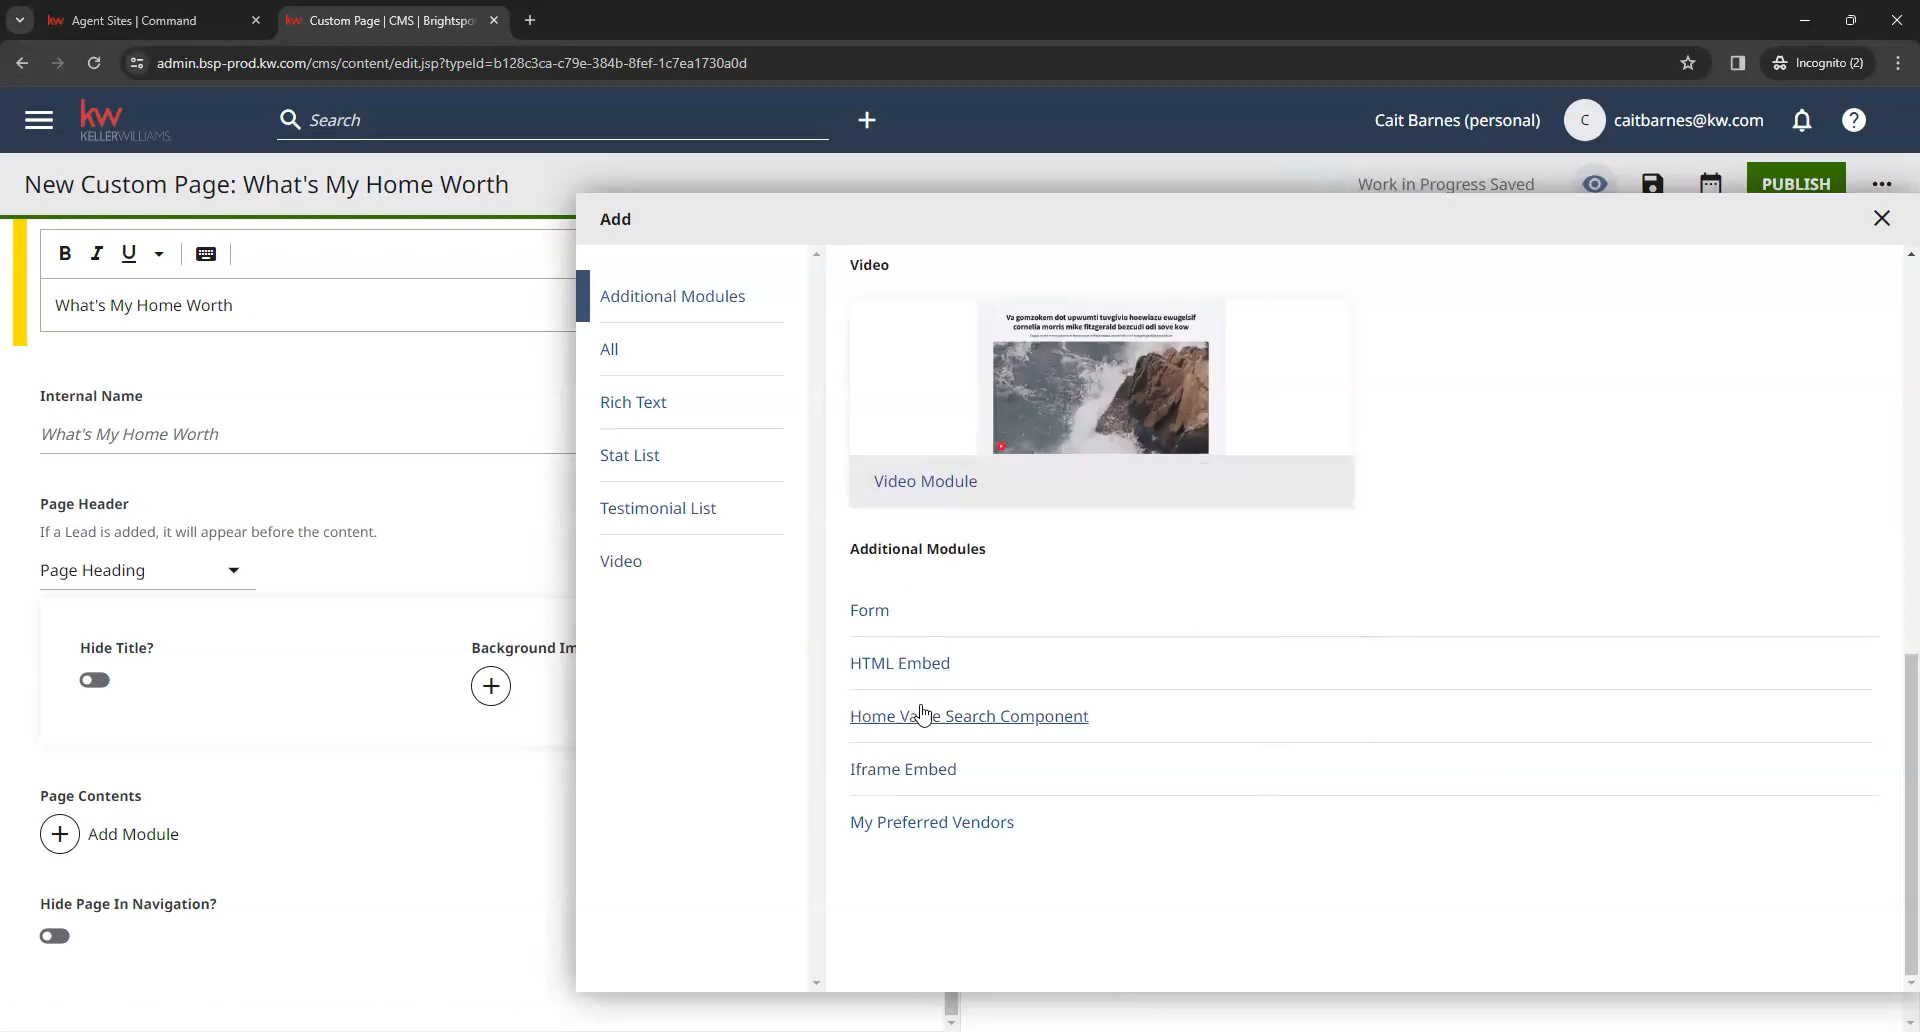 Agent Sites | Command
Custom Page | CMS | Brightspo
admin.bsp-prod.kw.com/cms/content/edit.jsp?typeId=b128c3ca-c79e-384b-8fef-1c7ea1730a0d
Incognito (2)
kw
KELLERWILLIAMS
Search
Cait Barnes (personal)
C
caitbarnes@kw.com
New Custom Page: What's My Home Worth
Work in Progress Saved
PUBLISH
B I U
What's My Home Worth
Internal Name
What's My Home Worth
Page Header
If a Lead is added, it will appear before the content.
Page Heading
Hide Title?
Background Im
Page Contents
Add Module
Hide Page In Navigation?
Add
Additional Modules
All
Rich Text
Stat List
Testimonial List
Video
Video
Va gomzokem dot upwumti tuvgivlo hoewiazu ewugelsif
cornelia morris mike fitzgerald bezcudi odi sove kow
Video Module
Additional Modules
Form
HTML Embed
Home Va e Search Component
Iframe Embed
My Preferred Vendors